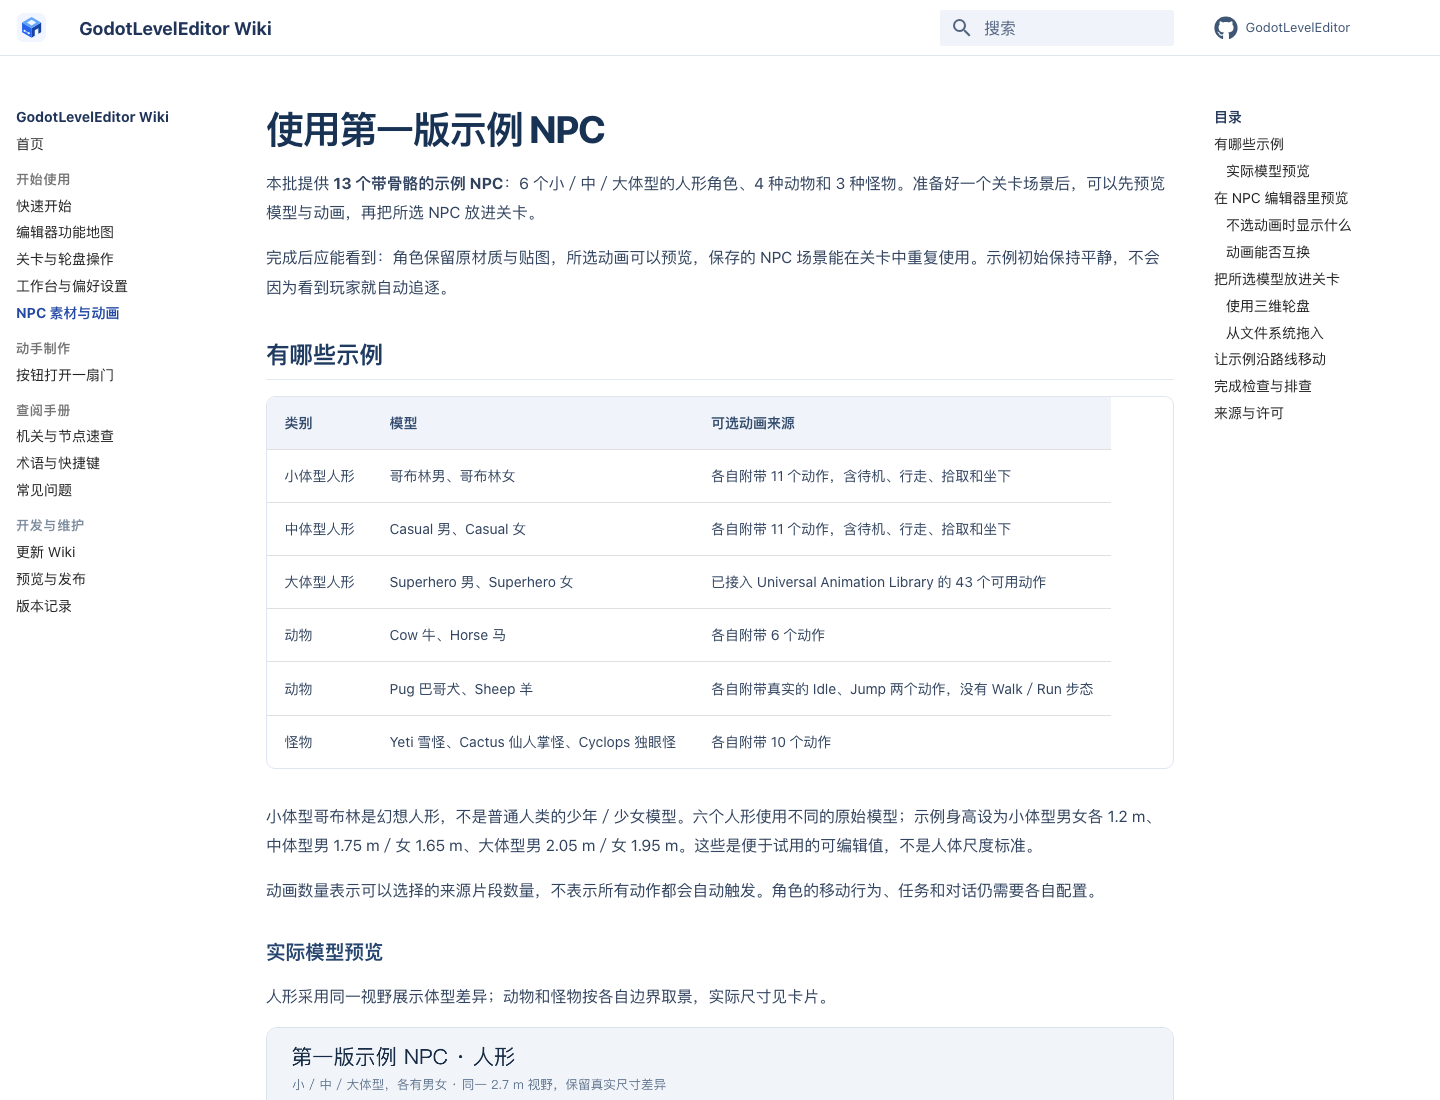 GodotLevelEditor Wiki
搜索
GodotLevelEditor
GodotLevelEditor Wiki
首页
开始使用
快速开始
编辑器功能地图
关卡与轮盘操作
工作台与偏好设置
NPC 素材与动画
动手制作
按钮打开一扇门
查阅手册
机关与节点速查
术语与快捷键
常见问题
开发与维护
更新 Wiki
预览与发布
版本记录
使用第一版示例 NPC
本批提供 13 个带骨骼的示例 NPC：6 个小 / 中 / 大体型的人形角色、4 种动物和 3 种怪物。准备好一个关卡场景后，可以先预览
模型与动画，再把所选 NPC 放进关卡。
完成后应能看到：角色保留原材质与贴图，所选动画可以预览，保存的 NPC 场景能在关卡中重复使用。示例初始保持平静，不会
因为看到玩家就自动追逐。
有哪些示例
类别 模型 可选动画来源
小体型人形 哥布林男、哥布林女 各自附带 11 个动作，含待机、行走、拾取和坐下
中体型人形 Casual 男、Casual 女 各自附带 11 个动作，含待机、行走、拾取和坐下
大体型人形 Superhero 男、Superhero 女 已接入 Universal Animation Library 的 43 个可用动作
动物 Cow 牛、Horse 马 各自附带 6 个动作
动物 Pug 巴哥犬、Sheep 羊 各自附带真实的 Idle、Jump 两个动作，没有 Walk / Run 步态
怪物 Yeti 雪怪、Cactus 仙人掌怪、Cyclops 独眼怪 各自附带 10 个动作
小体型哥布林是幻想人形，不是普通人类的少年 / 少女模型。六个人形使用不同的原始模型；示例身高设为小体型男女各 1.2 m、
中体型男 1.75 m / 女 1.65 m、大体型男 2.05 m / 女 1.95 m。这些是便于试用的可编辑值，不是人体尺度标准。
动画数量表示可以选择的来源片段数量，不表示所有动作都会自动触发。角色的移动行为、任务和对话仍需要各自配置。
实际模型预览
人形采用同一视野展示体型差异；动物和怪物按各自边界取景，实际尺寸见卡片。
第一版示例 NPC · 人形
小 / 中 / 大体型，各有男女 · 同一 2.7 m 视野，保留真实尺寸差异
目录
有哪些示例
实际模型预览
在 NPC 编辑器里预览
不选动画时显示什么
动画能否互换
把所选模型放进关卡
使用三维轮盘
从文件系统拖入
让示例沿路线移动
完成检查与排查
来源与许可